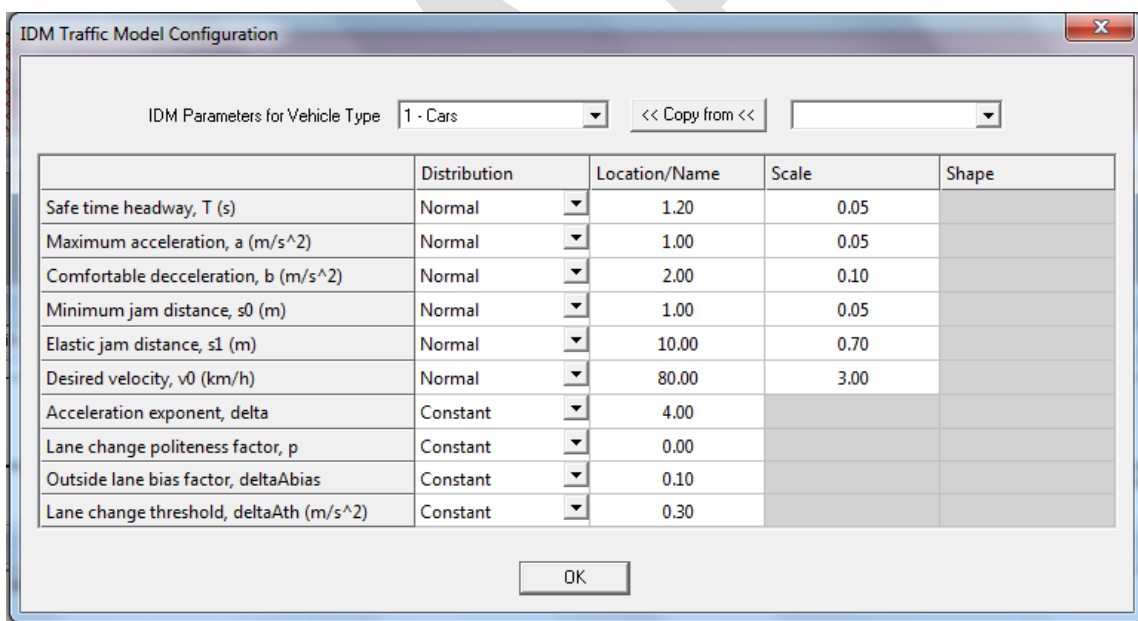 IDM Traffic Model Configuration
X
IDM Parameters for Vehicle Type 1 - Cars << Copy from <<
Distribution Location/Name Scale Shape
Safe time headway, T (s) Normal 1.20 0.05
Maximum acceleration, a (m/s^2) Normal 1.00 0.05
Comfortable decceleration, b (m/s^2) Normal 2.00 0.10
Minimum jam distance, s0 (m) Normal 1.00 0.05
Elastic jam distance, s1 (m) Normal 10.00 0.70
Desired velocity, v0 (km/h) Normal 80.00 3.00
Acceleration exponent, delta Constant 4.00
Lane change politeness factor, p Constant 0.00
Outside lane bias factor, deltaAbias Constant 0.10
Lane change threshold, deltaAth (m/s^2) Constant 0.30
OK